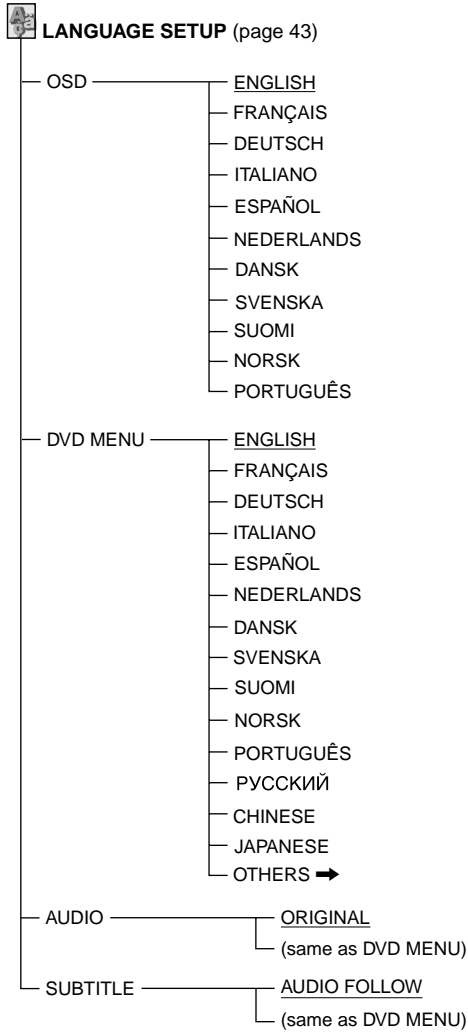 LANGUAGE SETUP (page 43)
OSD
ENGLISH
FRANÇAIS
DEUTSCH
ITALIANO
ESPAÑOL
NEDERLANDS
DANSK
SVENSKA
SUOMI
NORSK
PORTUGUÊS
DVD MENU
ENGLISH
FRANÇAIS
DEUTSCH
ITALIANO
ESPAÑOL
NEDERLANDS
DANSK
SVENSKA
SUOMI
NORSK
PORTUGUÊS
РУССКИЙ
CHINESE
JAPANESE
OTHERS ➡
AUDIO
ORIGINAL
(same as DVD MENU)
SUBTITLE
AUDIO FOLLOW
(same as DVD MENU)